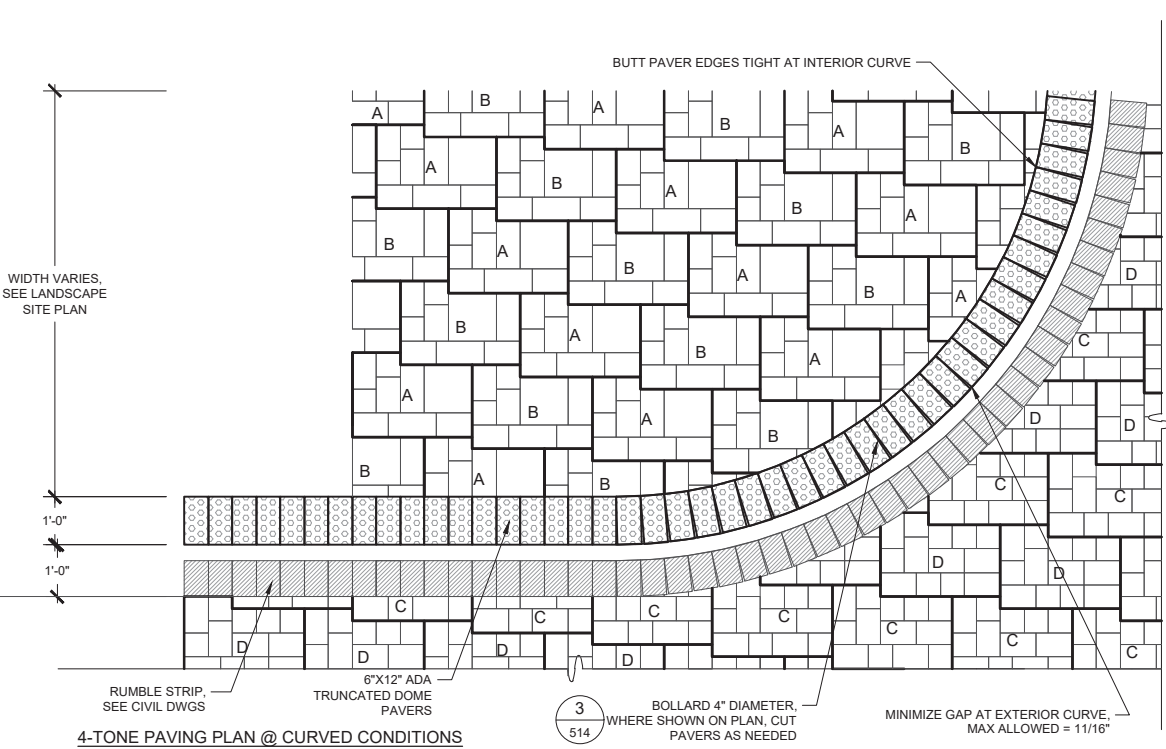 BUTT PAVER EDGES TIGHT AT INTERIOR CURVE
B
A
A
B
A
B
A
B
A
B
A
B
A
B
A
B
D
B
A
A
B
A
C
B
A
A
B
A
D
D
B
B
A
B
C
C
WIDTH VARIES,
SEE LANDSCAPE
SITE PLAN
1'-0"
1'-0"
D
D
C
C
C
C
C
C
D
D
D
D
RUMBLE STRIP,
SEE CIVIL DWGS
6"X12" ADA
TRUNCATED DOME
PAVERS
3
514
BOLLARD 4" DIAMETER,
WHERE SHOWN ON PLAN, CUT
PAVERS AS NEEDED
MINIMIZE GAP AT EXTERIOR CURVE,
MAX ALLOWED = 11/16"
4-TONE PAVING PLAN @ CURVED CONDITIONS